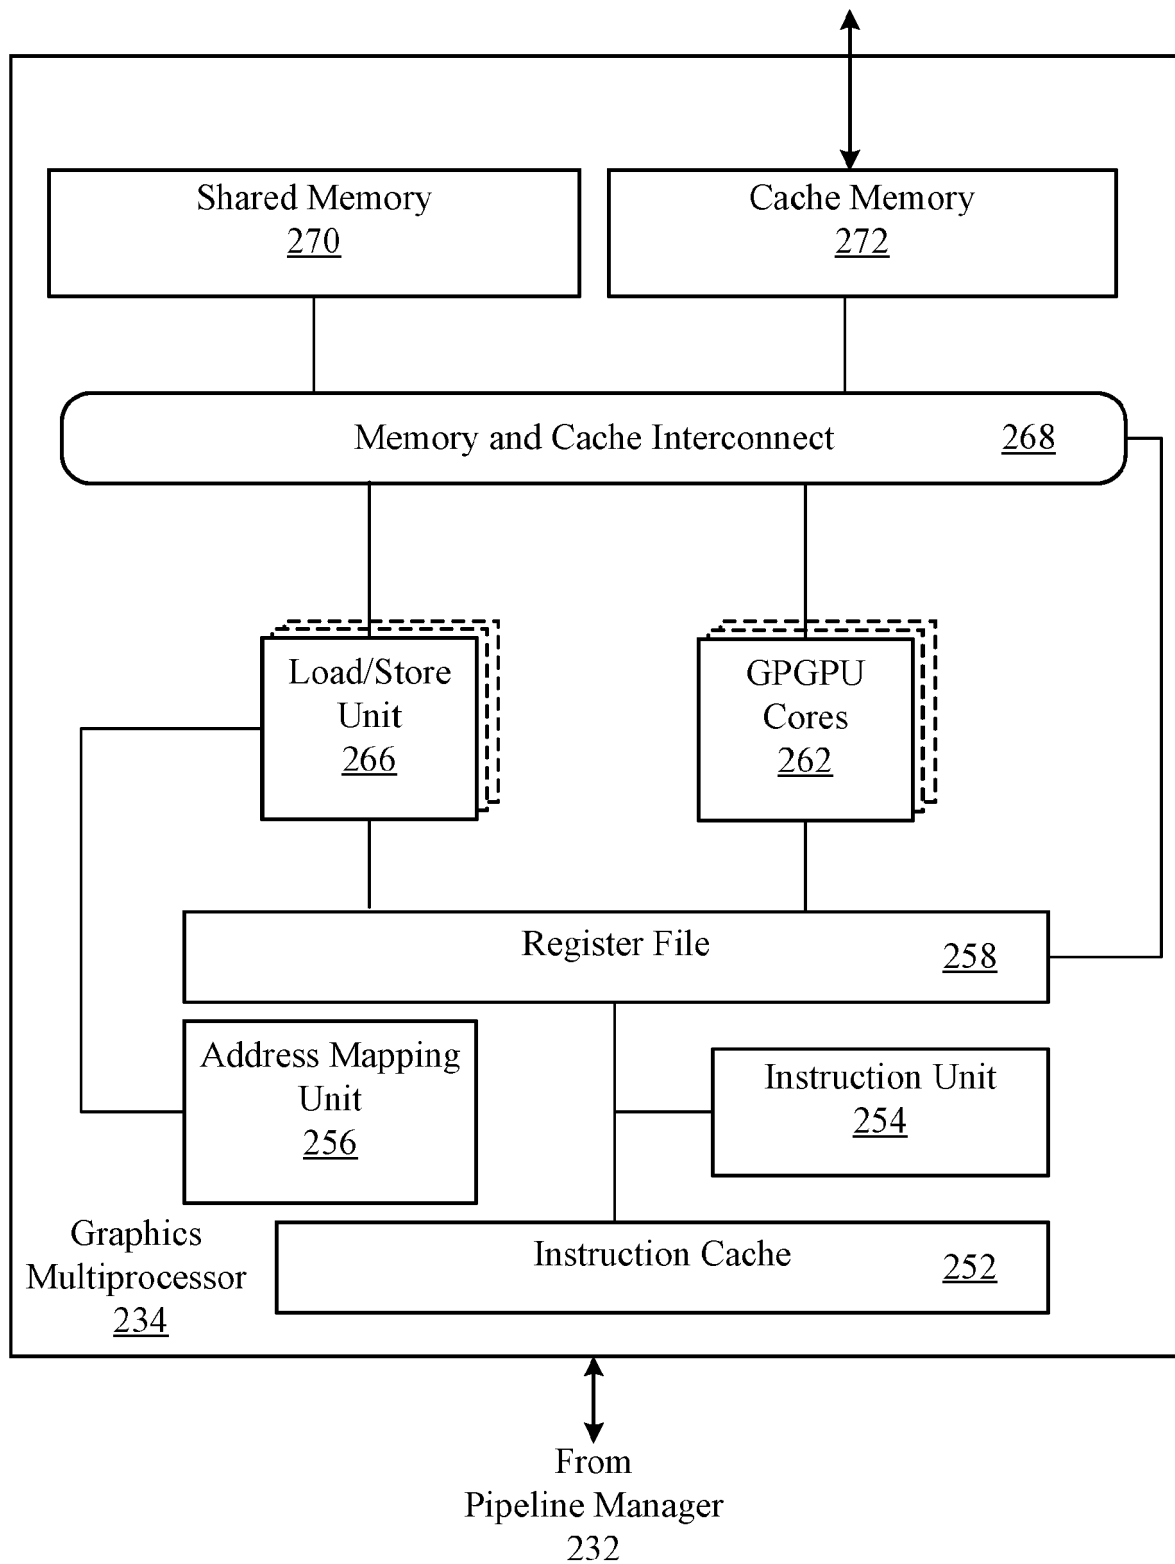 Shared Memory
270
Cache Memory
272
Memory and Cache Interconnect 268
Load/Store
Unit
266
GPGPU
Cores
262
Register File 258
Address Mapping
Unit
256
Instruction Unit
254
Instruction Cache 252
Graphics
Multiprocessor
234
From
Pipeline Manager
232